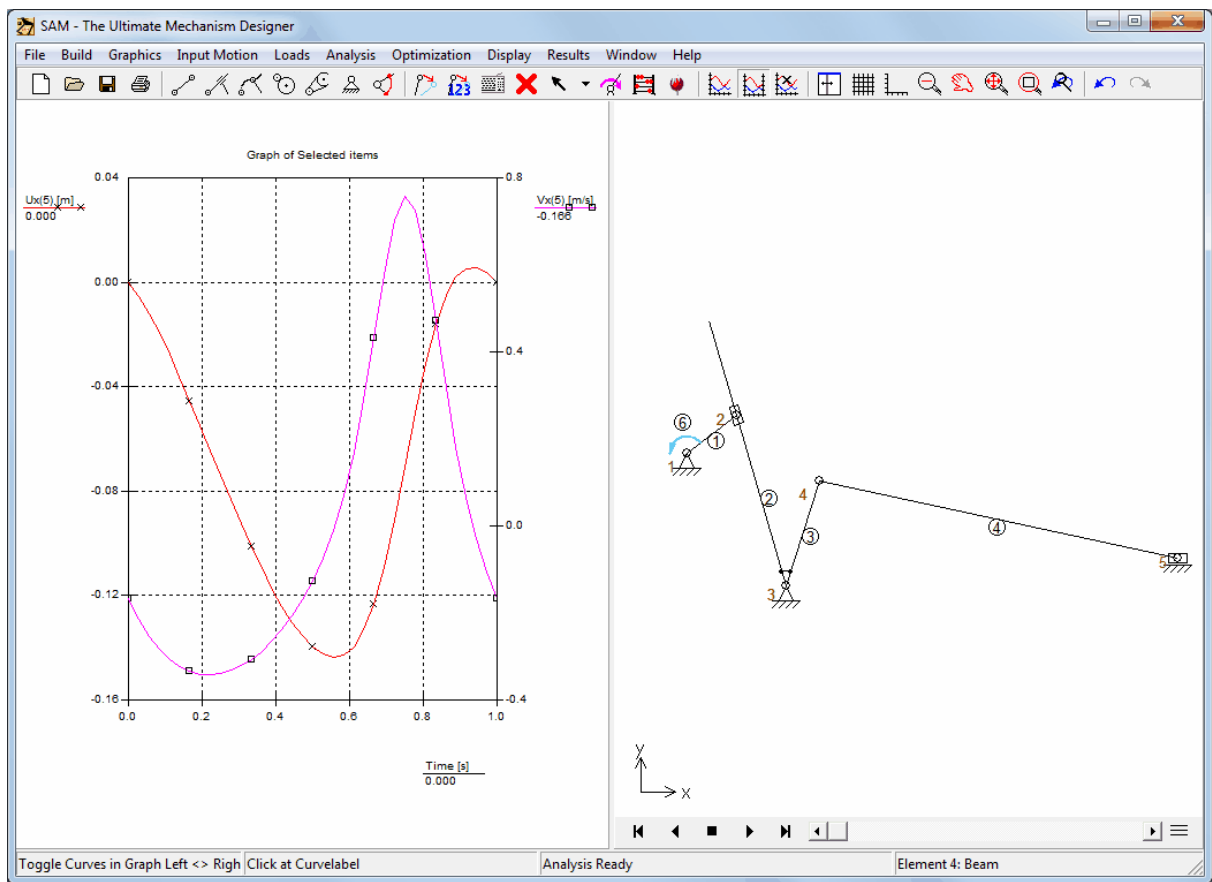 SAM - The Ultimate Mechanism Designer
File Build Graphics Input Motion Loads Analysis Optimization Display Results Window Help
123
Graph of Selected items
0.04
0.8
Ux(5) [m]
0.000
Vx(5) [m/s]
-0.166
0.00
0.4
-0.04
-0.08
0.0
-0.12
-0.16
-0.4
0.0 0.2 0.4 0.6 0.8 1.0
Time [s]
0.000
6
2
1
1
4
2
3
4
5
3
y
x
Toggle Curves in Graph Left <> Righ
Click at Curvelabel
Analysis Ready
Element 4: Beam